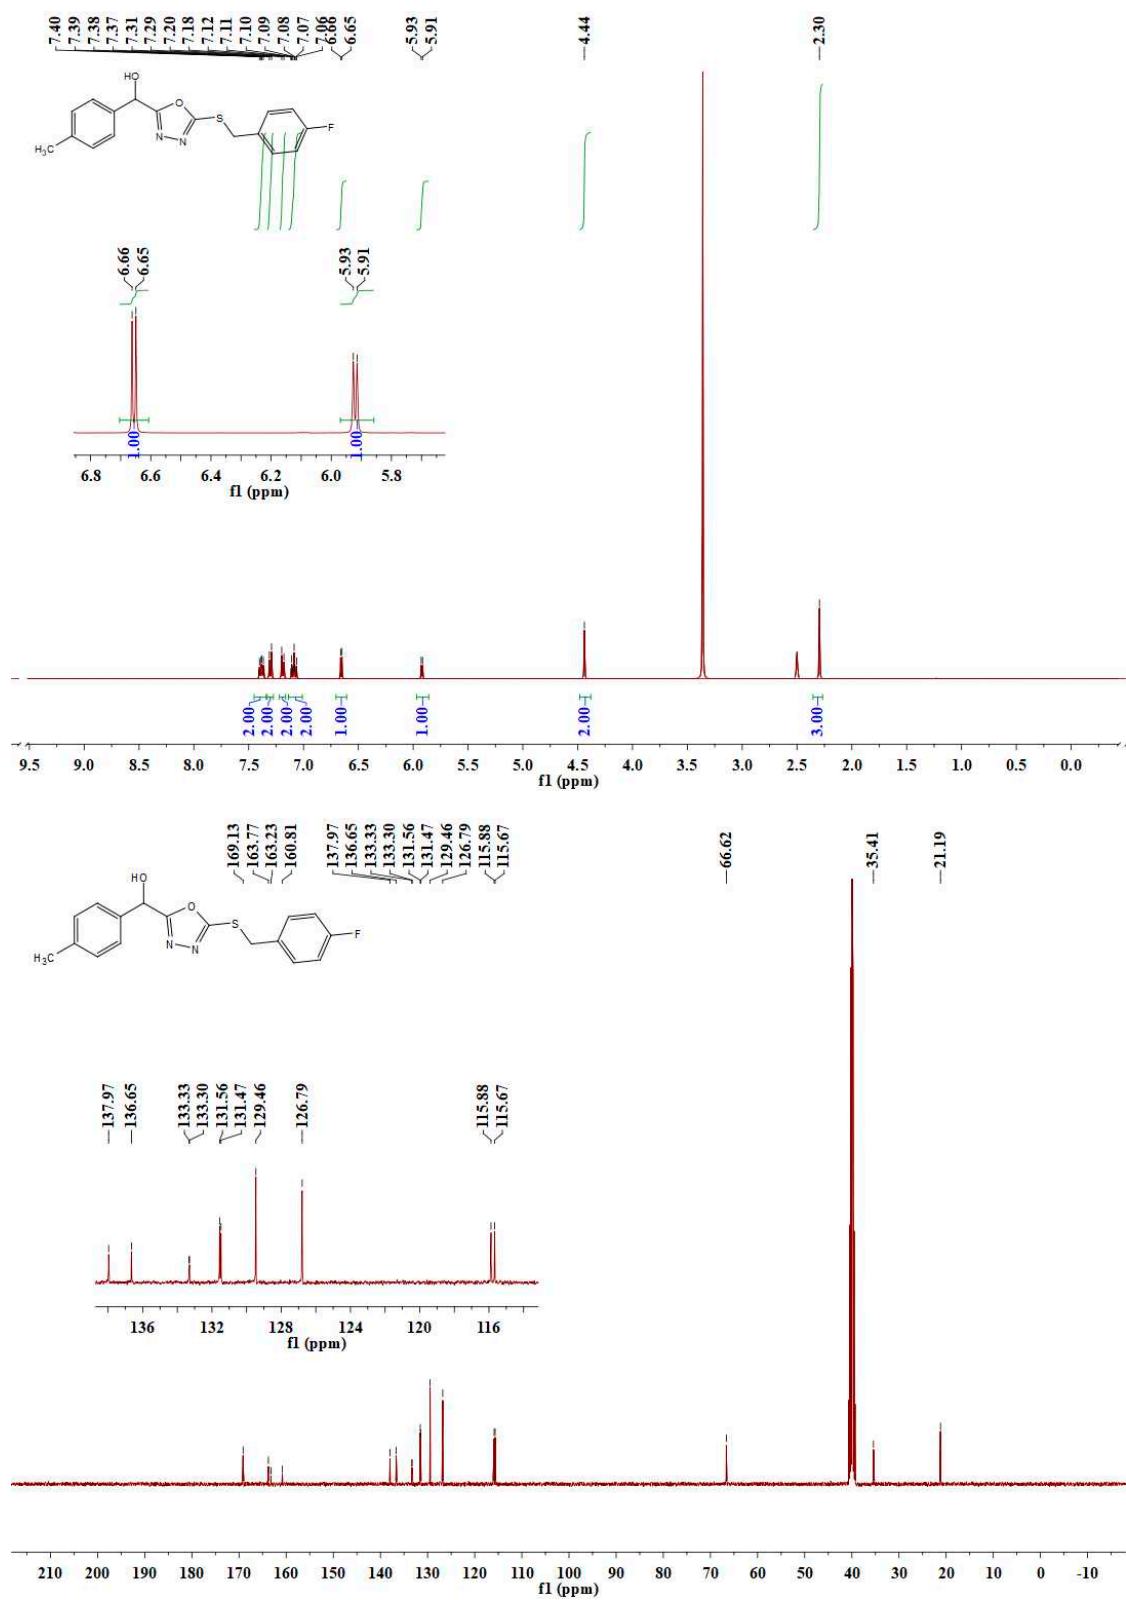 7.40 7.39 7.38 7.37 7.31 7.29 7.20 7.18 7.12 7.11 7.10 7.09 7.08 7.07 7.06 6.66 6.65 5.93 5.91 4.44 2.30
HO
O
S
F
N N
H3C
6.66 6.65 5.93 5.91
1.00 1.00
6.8 6.6 6.4 6.2 6.0 5.8
f1 (ppm)
2.00 2.00 2.00 2.00 1.00 1.00 2.00 3.00
9.5 9.0 8.5 8.0 7.5 7.0 6.5 6.0 5.5 5.0 4.5 4.0 3.5 3.0 2.5 2.0 1.5 1.0 0.5 0.0
f1 (ppm)
169.13 163.77 163.23 160.81 137.97 136.65 133.33 133.30 131.56 131.47 129.46 126.79 115.88 115.67 66.62 35.41 21.19
HO
O
S
F
N N
H3C
137.97 136.65 133.33 133.30 131.56 131.47 129.46 126.79 115.88 115.67
136 132 128 124 120 116
f1 (ppm)
210 200 190 180 170 160 150 140 130 120 110 100 90 80 70 60 50 40 30 20 10 0 -10
f1 (ppm)